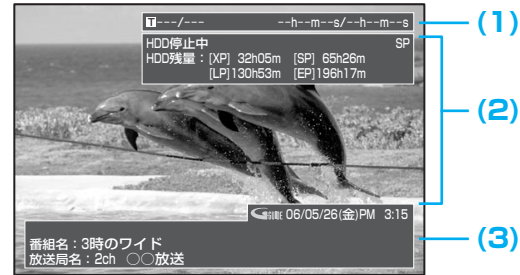 T---/--- --h--m--s/--h--m--s
(1)
HDD停止中 SP
HDD残量：[XP] 32h05m [SP] 65h26m
[LP]130h53m [EP]196h17m
(2)
GGUIDE 06/05/26(金)PM 3:15
番組名：3時のワイド
(3)
放送局名：2ch ○○放送